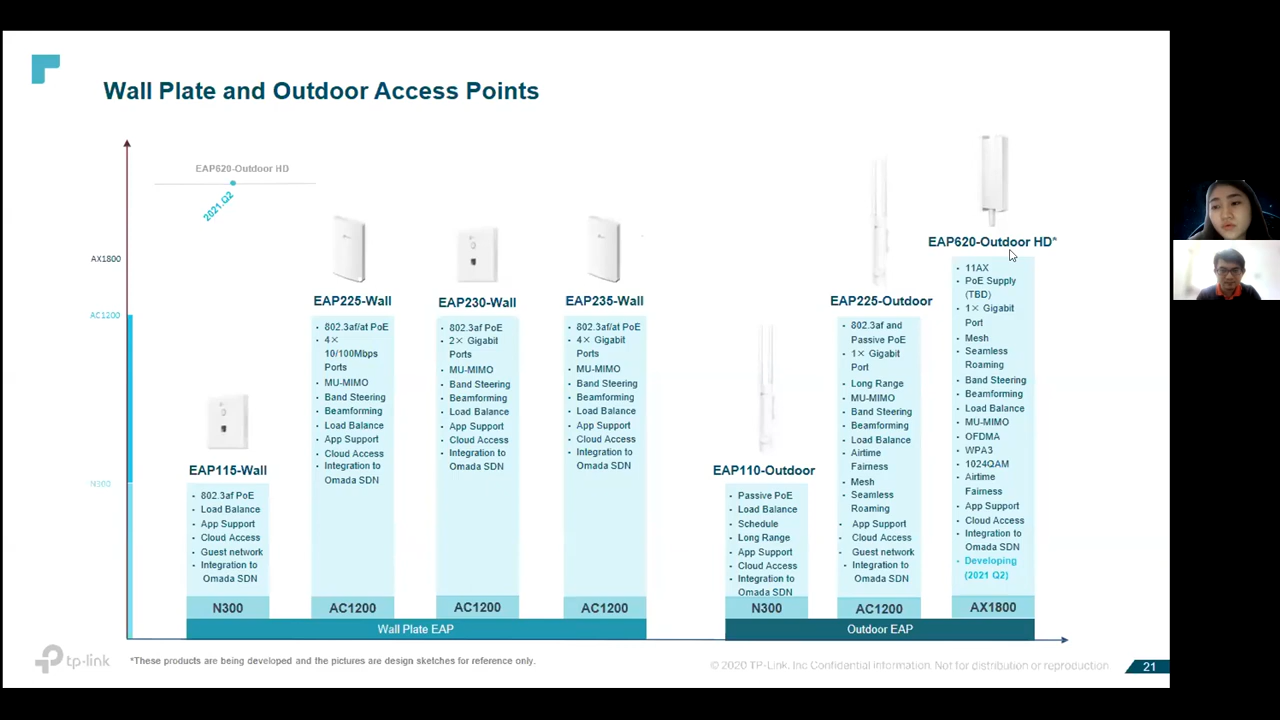 Wall Plate and Outdoor Access Points
EAP620-Outdoor HD
2021.Q2
AX1800
AC1200
N300
EAP115-Wall
• 802.3af PoE
• Load Balance
• App Support
• Cloud Access
• Guest network
• Integration to
Omada SDN
N300
EAP225-Wall
• 802.3af/at PoE
• 4×
10/100Mbps
Ports
• MU-MIMO
• Band Steering
• Beamforming
• Load Balance
• App Support
• Cloud Access
• Integration to
Omada SDN
AC1200
EAP230-Wall
• 802.3af PoE
• 2× Gigabit
Ports
• MU-MIMO
• Band Steering
• Beamforming
• Load Balance
• App Support
• Cloud Access
• Integration to
Omada SDN
AC1200
EAP235-Wall
• 802.3af/at PoE
• 4× Gigabit
Ports
• MU-MIMO
• Band Steering
• Beamforming
• Load Balance
• App Support
• Cloud Access
• Integration to
Omada SDN
AC1200
Wall Plate EAP
EAP110-Outdoor
• Passive PoE
• Load Balance
• Schedule
• Long Range
• App Support
• Cloud Access
• Integration to
Omada SDN
N300
EAP225-Outdoor
• 802.3af and
Passive PoE
• 1× Gigabit
Port
• Long Range
• MU-MIMO
• Band Steering
• Beamforming
• Load Balance
• Airtime
Fairness
• Mesh
• Seamless
Roaming
• App Support
• Cloud Access
• Guest network
• Integration to
Omada SDN
AC1200
EAP620-Outdoor HD*
• 11AX
• PoE Supply
(TBD)
• 1× Gigabit
Port
• Mesh
• Seamless
Roaming
• Band Steering
• Beamforming
• Load Balance
• MU-MIMO
• OFDMA
• WPA3
• 1024QAM
• Airtime
Fairness
• App Support
• Cloud Access
• Integration to
Omada SDN
• Developing
(2021 Q2)
AX1800
Outdoor EAP
tp-link
*These products are being developed and the pictures are design sketches for reference only.
© 2020 TP-Link. Inc Confidential information. Not for distribution or reproduction
21